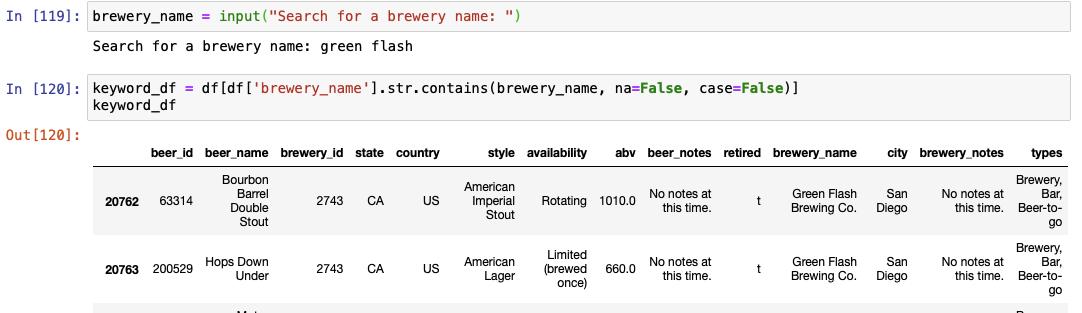 In [119]: brewery_name = input("Search for a brewery name: ")
Search for a brewery name: green flash
In [120]: keyword_df = df[df['brewery_name'].str.contains(brewery_name, na=False, case=False)]
keyword_df
Out[120]:
beer_id beer_name brewery_id state country style availability abv beer_notes retired brewery_name city brewery_notes types
20762 63314 Bourbon Barrel Double Stout 2743 CA US American Imperial Stout Rotating 1010.0 No notes at this time. t Green Flash Brewing Co. San Diego No notes at this time. Brewery, Bar, Beer-to-go
20763 200529 Hops Down Under 2743 CA US American Lager Limited (brewed once) 660.0 No notes at this time. t Green Flash Brewing Co. San Diego No notes at this time. Brewery, Bar, Beer-to-go